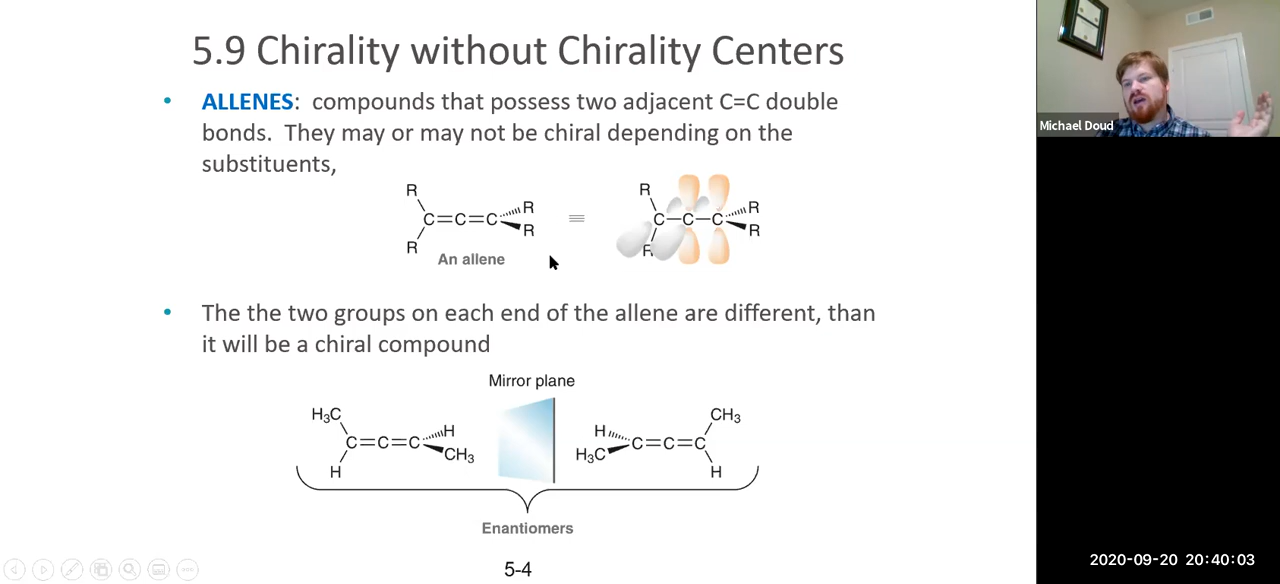 5.9 Chirality without Chirality Centers
Michael Doud
• ALLENES: compounds that possess two adjacent C=C double
bonds. They may or may not be chiral depending on the
substituents,
R
R
C=C=C
R
R
An allene
≡
R
R
C–C–C
R
R
• The the two groups on each end of the allene are different, than
it will be a chiral compound
Mirror plane
H₃C
H
C=C=C
H
CH₃
H
H₃C
C=C=C
CH₃
H
Enantiomers
5-4
2020-09-20 20:40:03